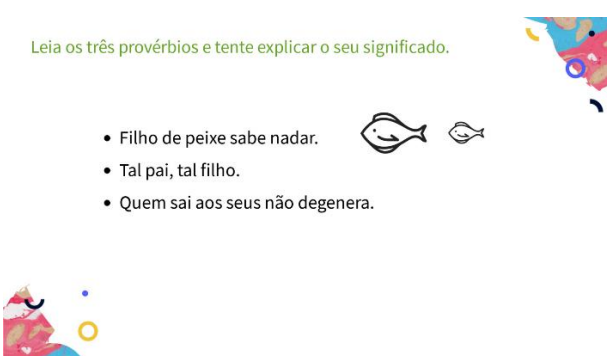 Leia os três provérbios e tente explicar o seu significado.
• Filho de peixe sabe nadar.
• Tal pai, tal filho.
• Quem sai aos seus não degenera.